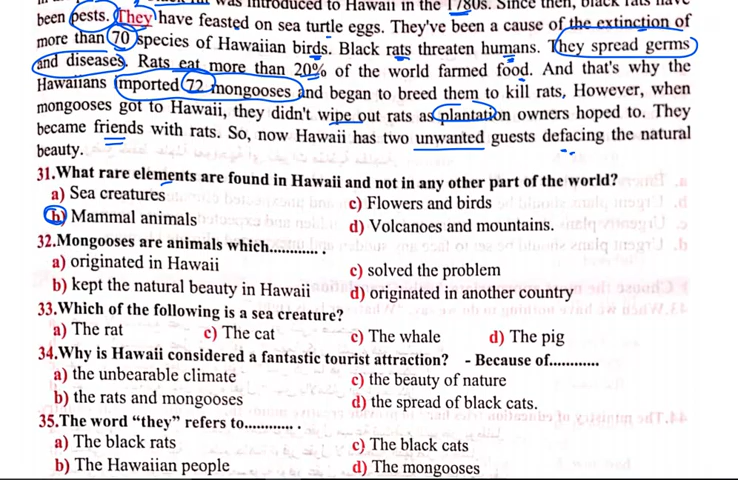 was introduced to Hawaii in the 1780s. Since then, black rats have
been pests. They have feasted on sea turtle eggs. They've been a cause of the extinction of
more than 70 species of Hawaiian birds. Black rats threaten humans. They spread germs
and diseases. Rats eat more than 20% of the world farmed food. And that's why the
Hawaiians imported 72 mongooses and began to breed them to kill rats, However, when
mongooses got to Hawaii, they didn't wipe out rats as plantation owners hoped to. They
became friends with rats. So, now Hawaii has two unwanted guests defacing the natural
beauty.
31.What rare elements are found in Hawaii and not in any other part of the world?
a) Sea creatures c) Flowers and birds
b) Mammal animals d) Volcanoes and mountains.
32.Mongooses are animals which............. .
a) originated in Hawaii c) solved the problem
b) kept the natural beauty in Hawaii d) originated in another country
33.Which of the following is a sea creature?
a) The rat c) The cat c) The whale d) The pig
34.Why is Hawaii considered a fantastic tourist attraction? - Because of............
a) the unbearable climate c) the beauty of nature
b) the rats and mongooses d) the spread of black cats.
35.The word “they” refers to............. .
a) The black rats c) The black cats
b) The Hawaiian people d) The mongooses